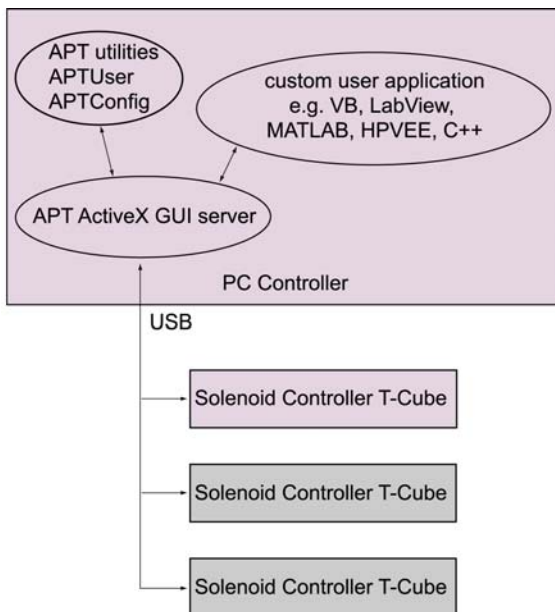 APT utilities
APTUser
APTConfig
custom user application
e.g. VB, LabView,
MATLAB, HPVEE, C++
APT ActiveX GUI server
PC Controller
USB
Solenoid Controller T-Cube
Solenoid Controller T-Cube
Solenoid Controller T-Cube